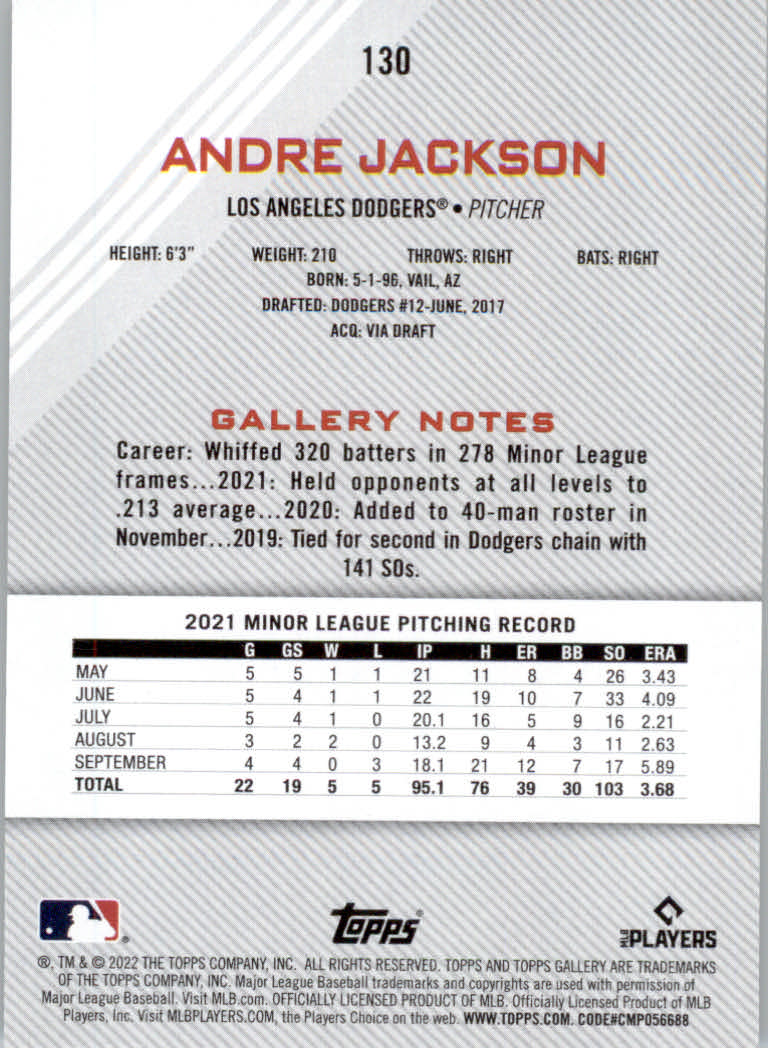 130
ANDRE JACKSON
LOS ANGELES DODGERS® • PITCHER
HEIGHT: 6'3" WEIGHT: 210 THROWS: RIGHT BATS: RIGHT
BORN: 5-1-96, VAIL, AZ
DRAFTED: DODGERS #12-JUNE, 2017
ACQ: VIA DRAFT
GALLERY NOTES
Career: Whiffed 320 batters in 278 Minor League
frames...2021: Held opponents at all levels to
.213 average...2020: Added to 40-man roster in
November...2019: Tied for second in Dodgers chain with
141 SOs.
2021 MINOR LEAGUE PITCHING RECORD
G GS W L IP H ER BB SO ERA
MAY 5 5 1 1 21 11 8 4 26 3.43
JUNE 5 4 1 1 22 19 10 7 33 4.09
JULY 5 4 1 0 20.1 16 5 9 16 2.21
AUGUST 3 2 2 0 13.2 9 4 3 11 2.63
SEPTEMBER 4 4 0 3 18.1 21 12 7 17 5.89
TOTAL 22 19 5 5 95.1 76 39 30 103 3.68
® Topps® MLB PLAYERS
®, TM & © 2022 THE TOPPS COMPANY, INC. ALL RIGHTS RESERVED. TOPPS AND TOPPS GALLERY ARE TRADEMARKS
OF THE TOPPS COMPANY, INC. Major League Baseball trademarks and copyrights are used with permission of
Major League Baseball. Visit MLB.com. OFFICIALLY LICENSED PRODUCT OF MLB. Officially Licensed Product of MLB
Players, Inc. Visit MLBPLAYERS.COM, the Players Choice on the web. WWW.TOPPS.COM. CODE#CMP056688